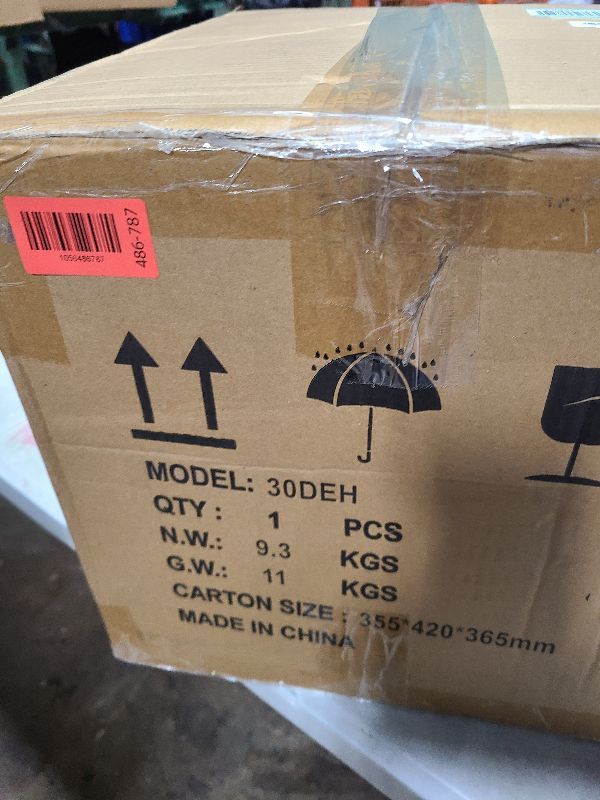 486-787
1056486787
MODEL: 30DEH
QTY : 1 PCS
N.W.: 9.3 KGS
G.W.: 11 KGS
CARTON SIZE : 355*420*365mm
MADE IN CHINA